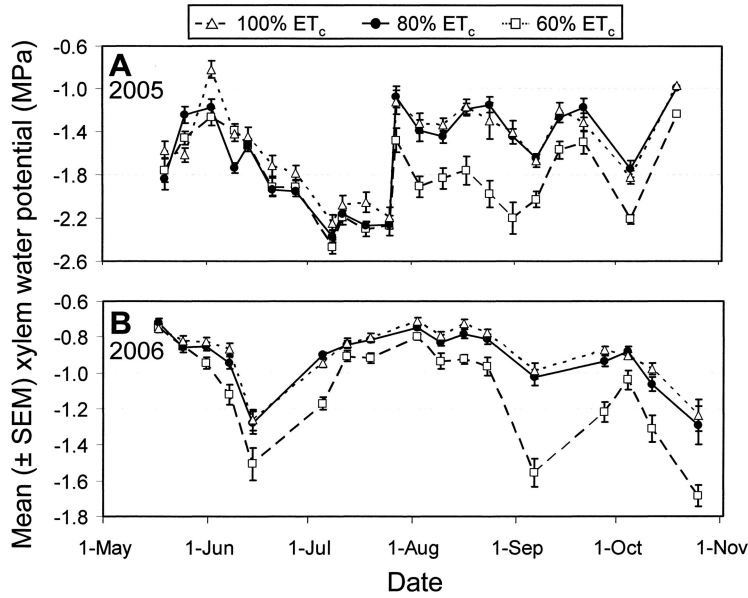 100% ETc 80% ETc 60% ETc
Mean (± SEM) xylem water potential (MPa)
A
2005
-0.6
-1.0
-1.4
-1.8
-2.2
-2.6
B
2006
-0.6
-0.8
-1.0
-1.2
-1.4
-1.6
-1.8
1-May 1-Jun 1-Jul 1-Aug 1-Sep 1-Oct 1-Nov
Date